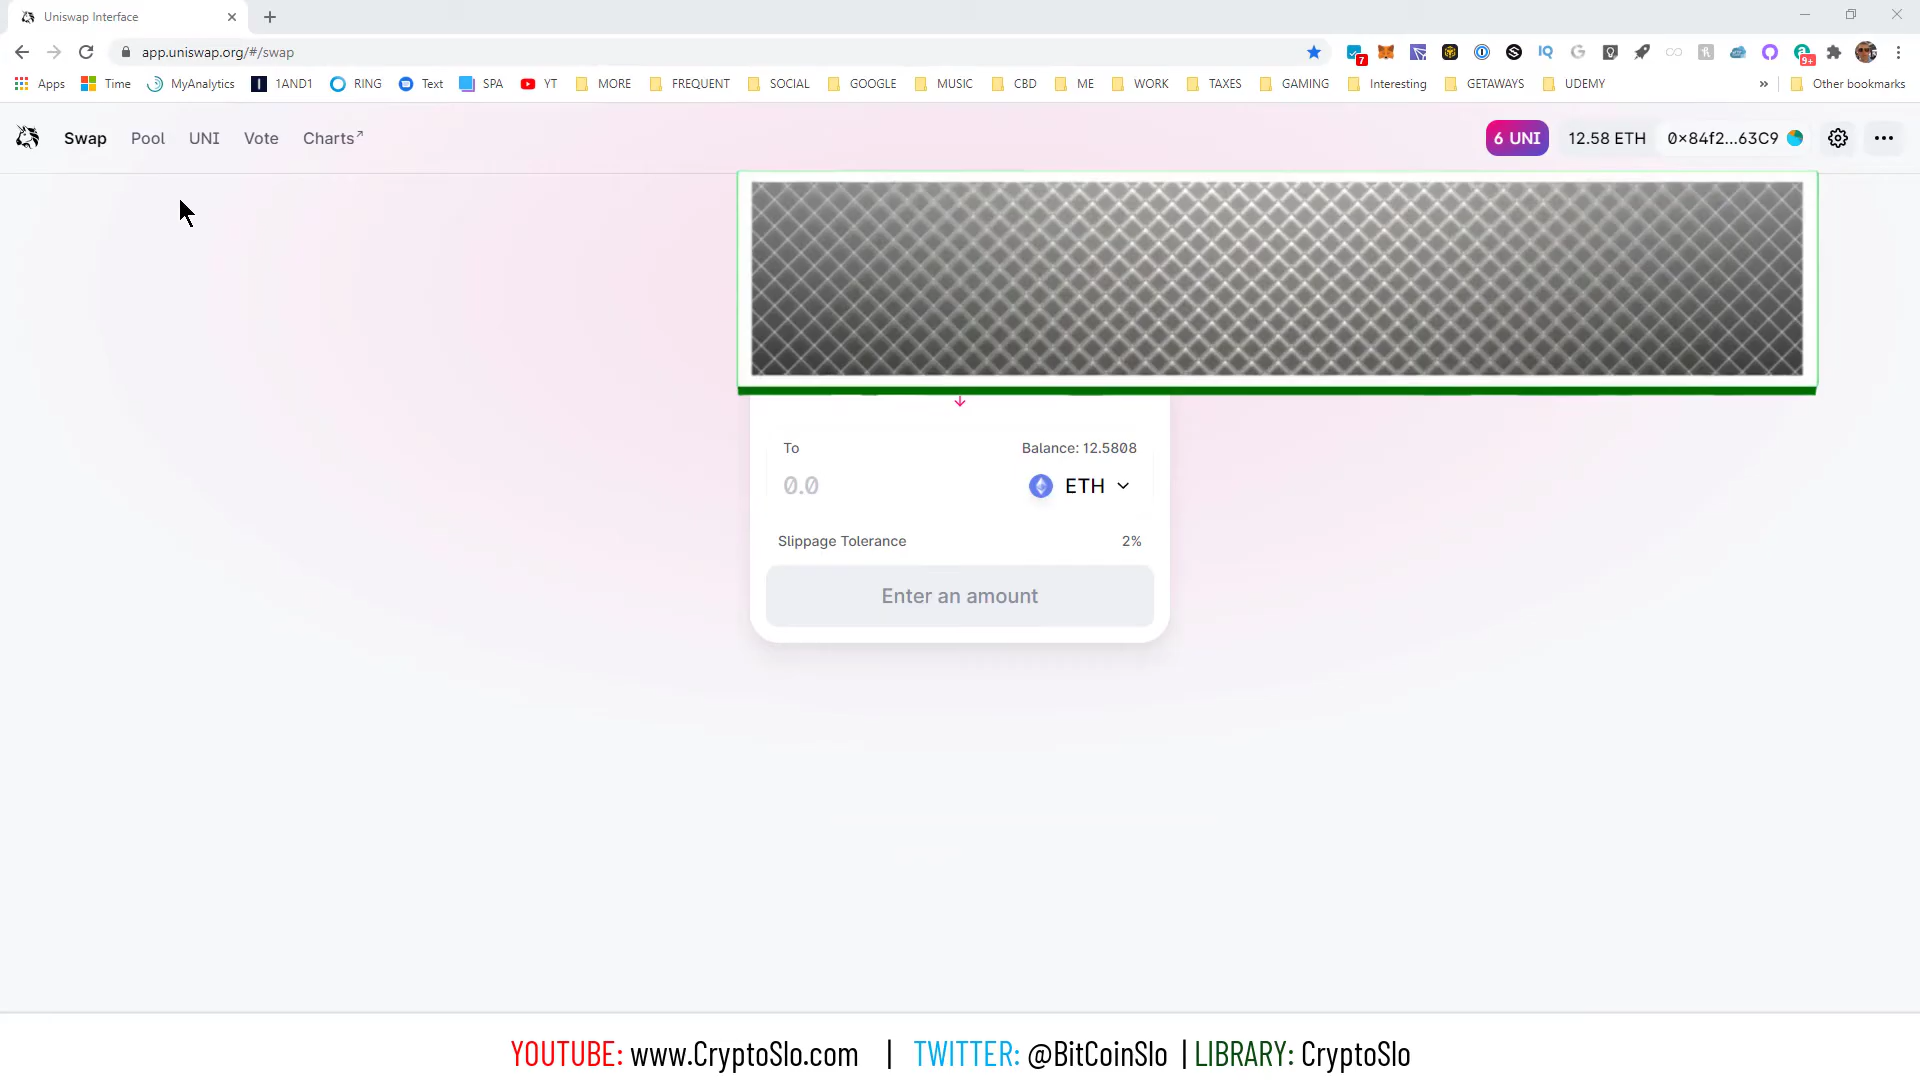 Uniswap Interface
app.uniswap.org/#/swap
7
IQ
9+
Apps Time MyAnalytics 1AND1 RING Text SPA YT MORE FREQUENT SOCIAL GOOGLE MUSIC CBD ME WORK TAXES GAMING Interesting GETAWAYS UDEMY » Other bookmarks
Swap Pool UNI Vote Charts↗ 6 UNI 12.58 ETH 0x84f2...63C9
To Balance: 12.5808
0.0 ETH
Slippage Tolerance 2%
Enter an amount
YOUTUBE: www.CryptoSlo.com | TWITTER: @BitCoinSlo | LIBRARY: CryptoSlo